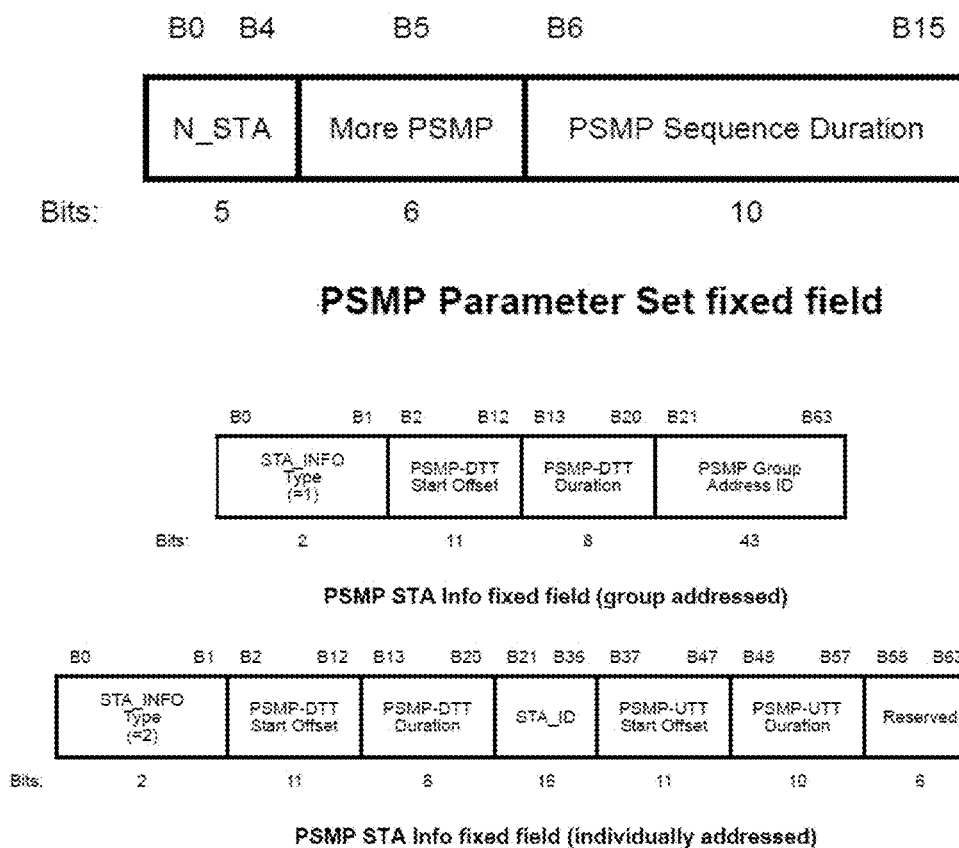 B0 B4 B5 B6 B15
N_STA More PSMP PSMP Sequence Duration
Bits: 5 6 10
PSMP Parameter Set fixed field
B0 B1 B2 B12 B13 B20 B21 B63
STA_INFO Type (=1) PSMP-DTT Start Offset PSMP-DTT Duration PSMP Group Address ID
Bits: 2 11 8 43
PSMP STA Info fixed field (group addressed)
B0 B1 B2 B12 B13 B20 B21 B36 B37 B47 B48 B57 B58 B63
STA_INFO Type (=2) PSMP-DTT Start Offset PSMP-DTT Duration STA_ID PSMP-UTT Start Offset PSMP-UTT Duration Reserved
Bits: 2 11 8 16 11 10 6
PSMP STA Info fixed field (individually addressed)